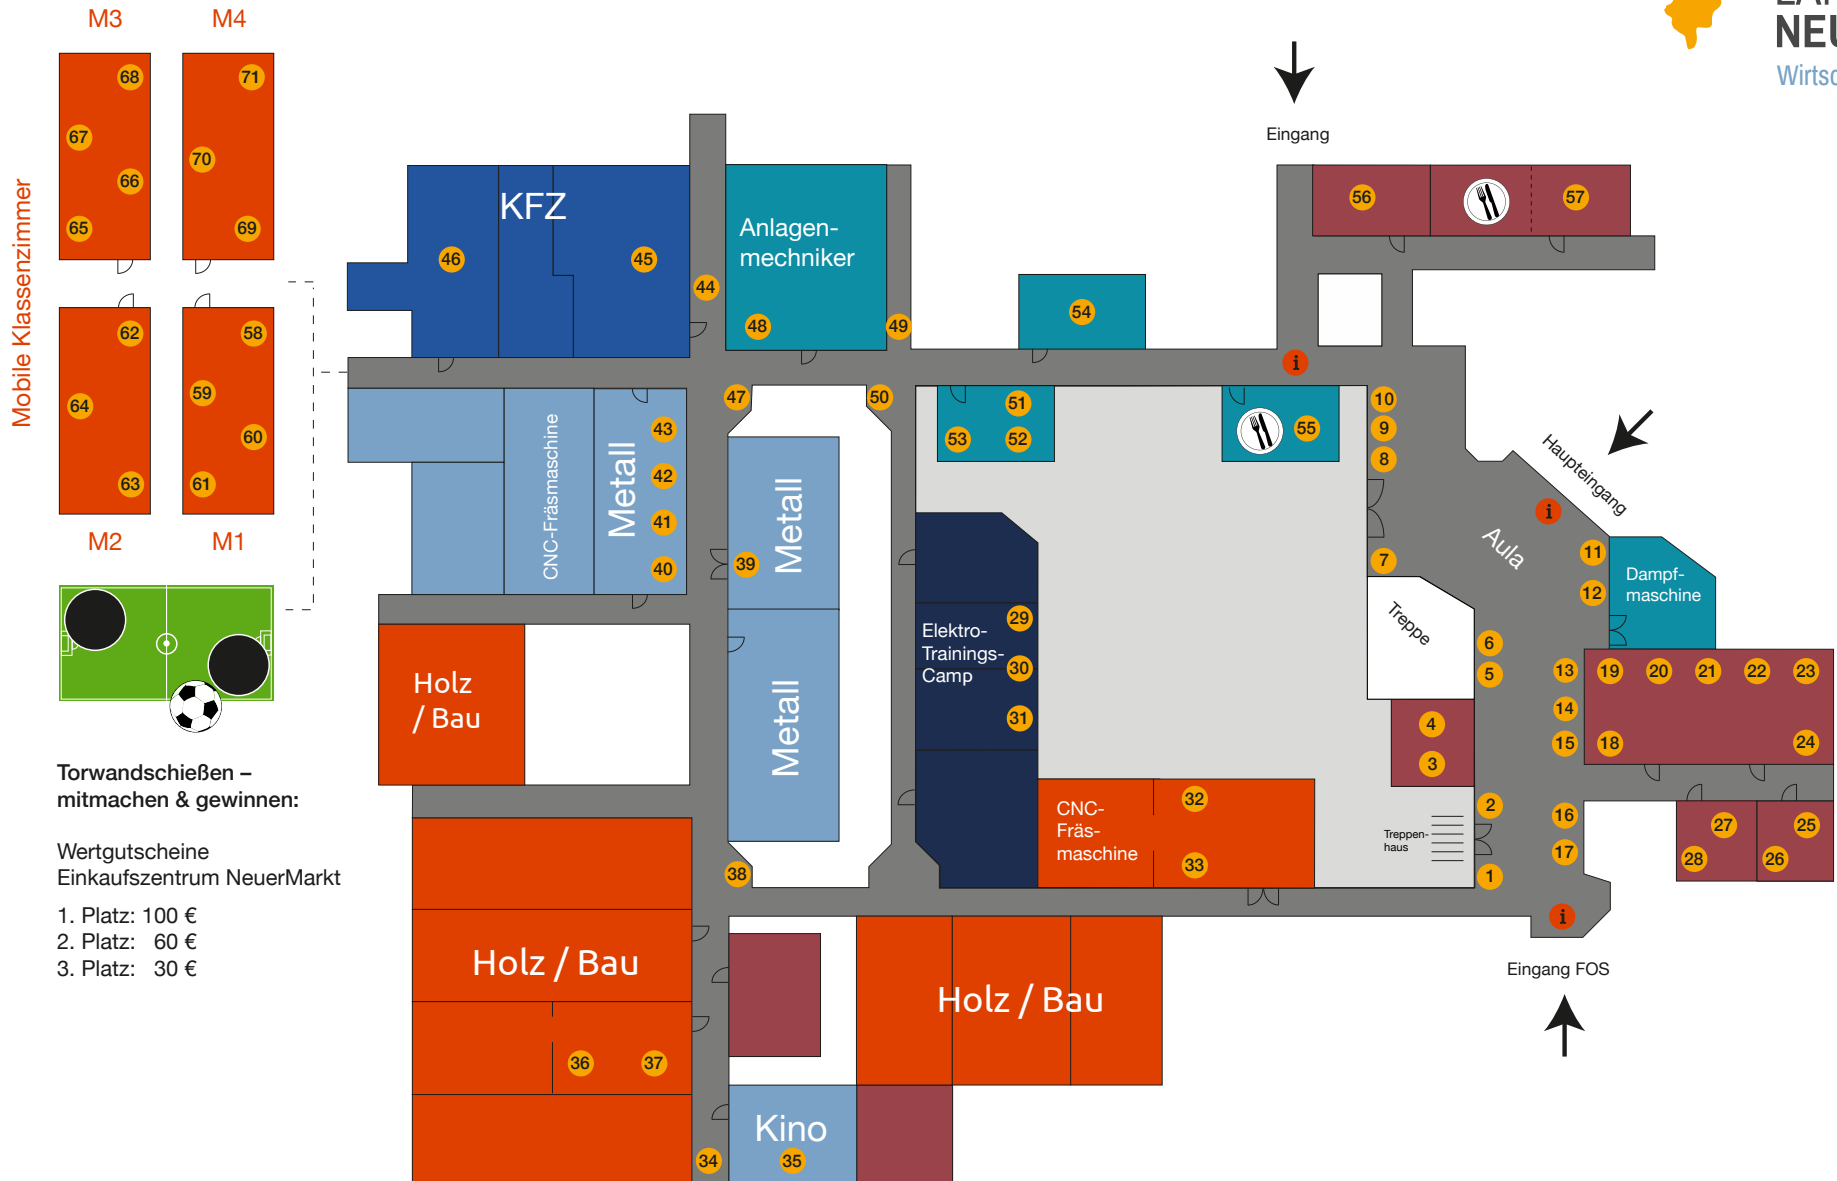 M3
M4
68
71
67
70
66
65
69
Mobile Klassenzimmer
62
58
59
64
60
63
61
M2
M1
Torwandschießen –
mitmachen & gewinnen:
Wertgutscheine
Einkaufszentrum NeuerMarkt
1. Platz: 100 €
2. Platz: 60 €
3. Platz: 30 €
NEU
Wirtsc
Eingang
KFZ
46
45
44
Anlagen-
mechniker
48
49
54
56
57
i
47
50
51
53
52
55
10
9
8
7
CNC-Fräsmaschine
Metall
43
42
41
40
Metall
39
Metall
Haupteingang
i
Aula
11
12
Dampf-
maschine
Treppe
6
5
13
14
15
19
20
21
22
23
18
24
4
3
Elektro-
Trainings-
Camp
29
30
31
Holz
/ Bau
CNC-
Fräs-
maschine
32
33
Treppen-
haus
2
1
16
17
27
28
25
26
38
i
Eingang FOS
Holz / Bau
36
37
Holz / Bau
Kino
34
35